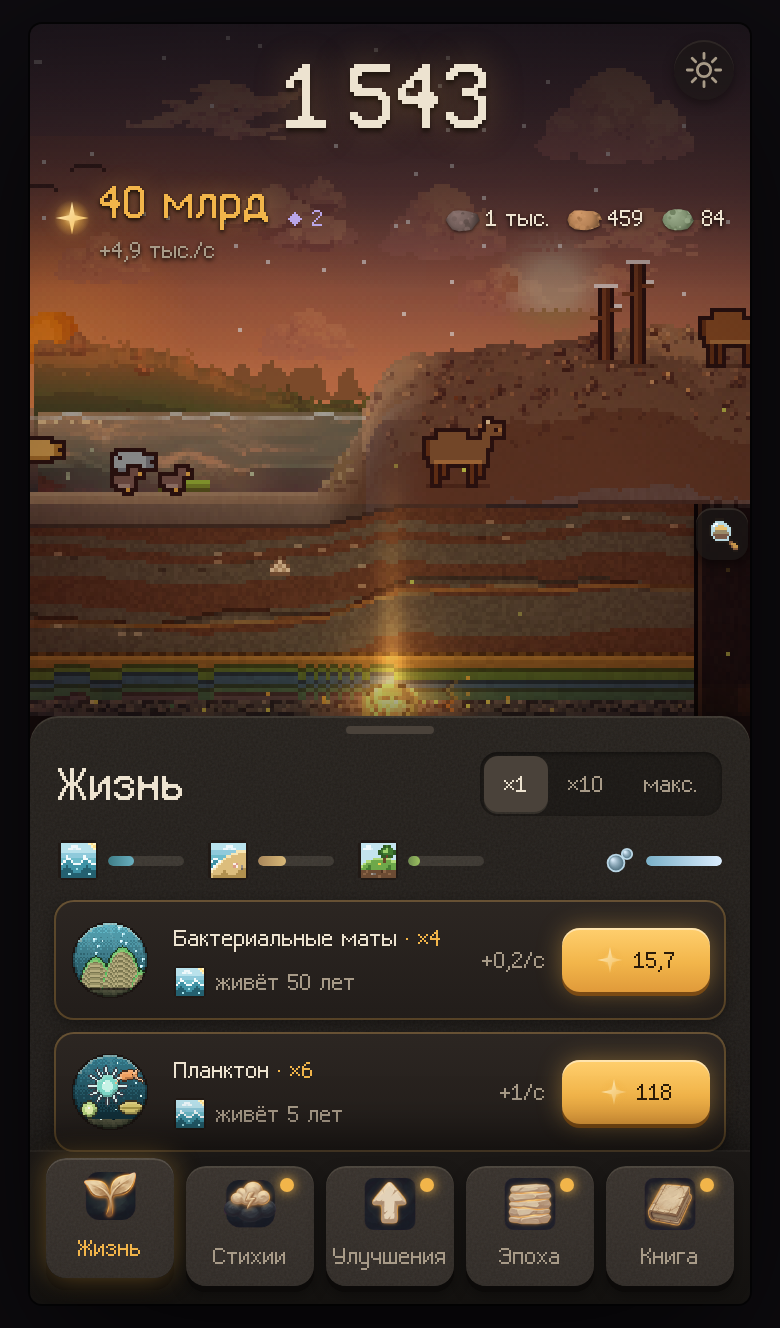 1 543
40 млрд
2
1 тыс.
459
84
+4,9 тыс./с
Жизнь
x1
x10
макс.
Бактериальные маты · x4
живёт 50 лет
+0,2/с
15,7
Планктон · x6
живёт 5 лет
+1/с
118
Жизнь
Стихии
Улучшения
Эпоха
Книга